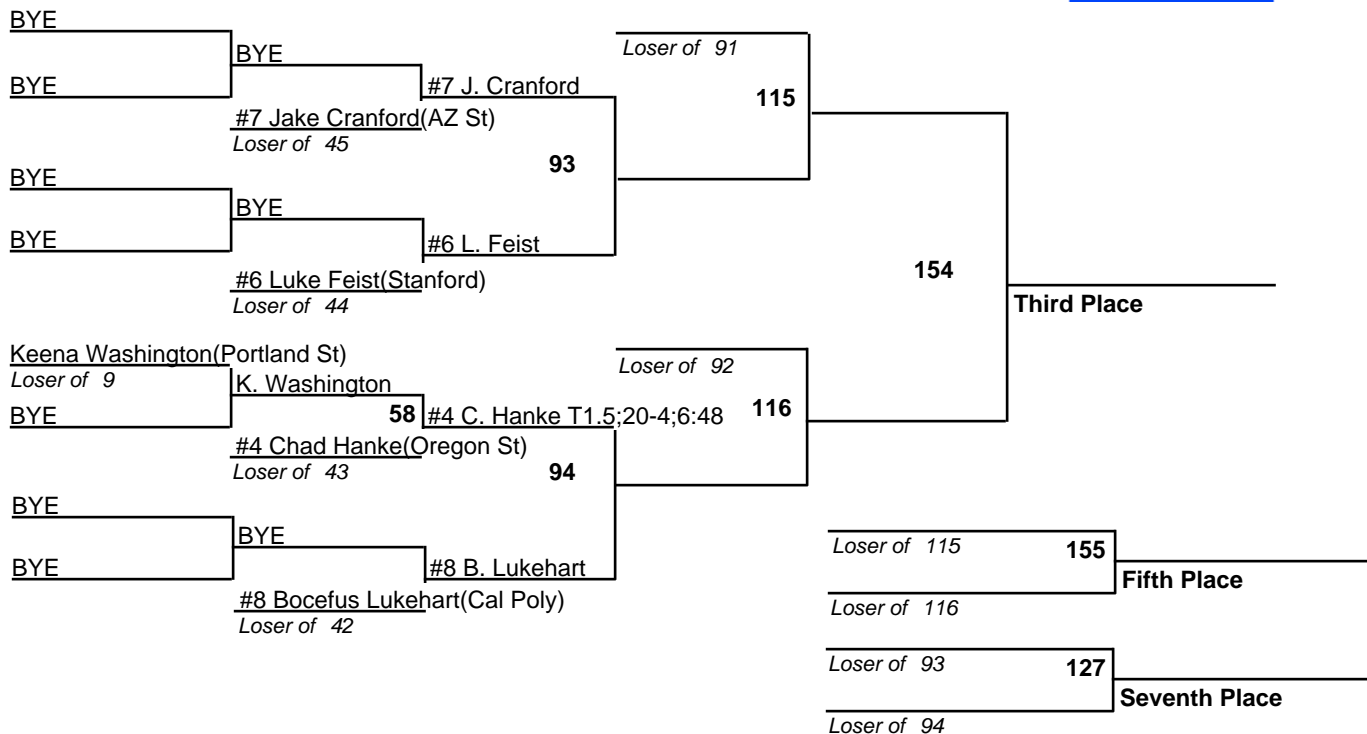 BYE
BYE
BYE
#7 J. Cranford
#7 Jake Cranford(AZ St)
Loser of 45
93
BYE
BYE
BYE
#6 L. Feist
#6 Luke Feist(Stanford)
Loser of 44
Keena Washington(Portland St)
Loser of 9
K. Washington
BYE
58
#4 C. Hanke T1.5;20-4;6:48
#4 Chad Hanke(Oregon St)
Loser of 43
94
BYE
BYE
BYE
#8 B. Lukehart
#8 Bocefus Lukehart(Cal Poly)
Loser of 42
Loser of 91
115
154
Third Place
Loser of 92
116
Loser of 115
155
Fifth Place
Loser of 116
Loser of 93
127
Seventh Place
Loser of 94